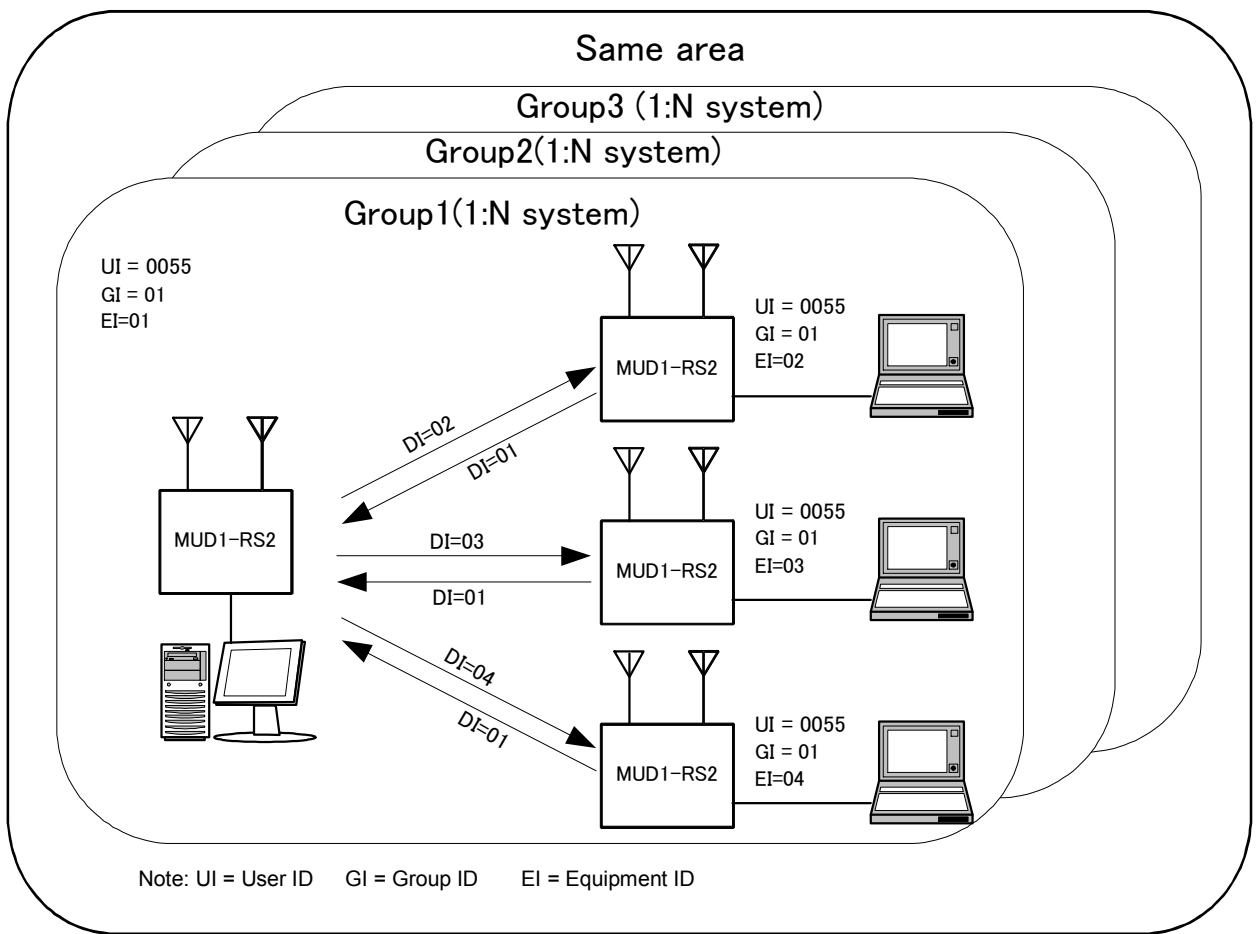 Same area
Group3 (1:N system)
Group2(1:N system)
Group1(1:N system)
UI = 0055
GI = 01
EI=01
MUD1-RS2
DI=02
DI=01
DI=03
DI=01
DI=04
DI=01
MUD1-RS2
UI = 0055
GI = 01
EI=02
MUD1-RS2
UI = 0055
GI = 01
EI=03
MUD1-RS2
UI = 0055
GI = 01
EI=04
Note: UI = User ID GI = Group ID EI = Equipment ID